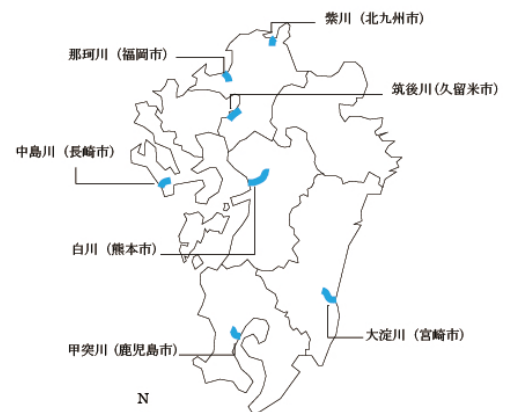 紫川（北九州市）
那珂川（福岡市）
筑後川（久留米市）
中島川（長崎市）
白川（熊本市）
大淀川（宮崎市）
甲突川（鹿児島市）
N